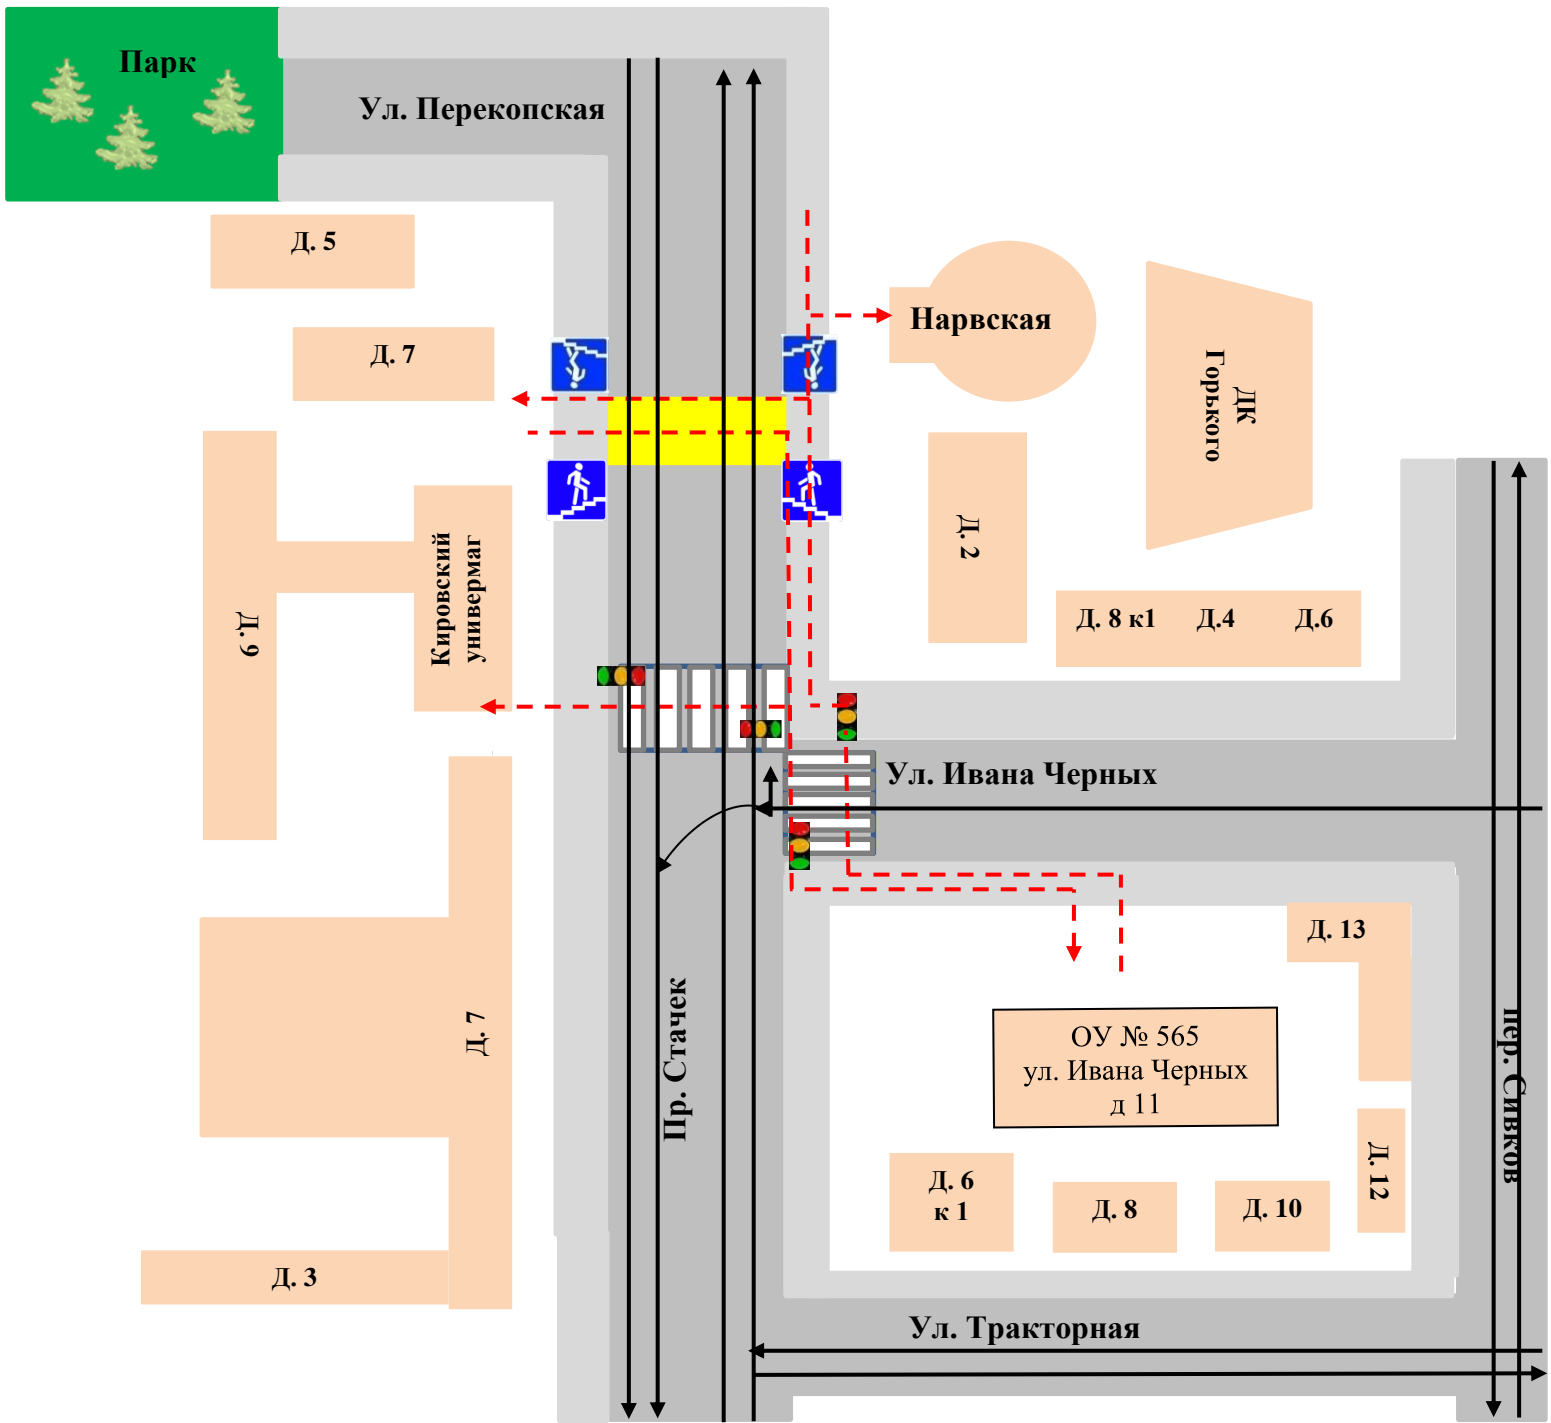 Парк
Ул. Перекопская
Д. 5
Д. 7
Нарвская
ДК
Горького
Д. 2
Кировский
универмаг
Д. 9
Д. 8 к1
Д.4
Д.6
Ул. Ивана Черных
Д. 13
Д. 7
Пр. Стачек
ОУ № 565
ул. Ивана Черных
д 11
пер. Сивков
Д. 12
Д. 6
к 1
Д. 8
Д. 10
Д. 3
Ул. Тракторная